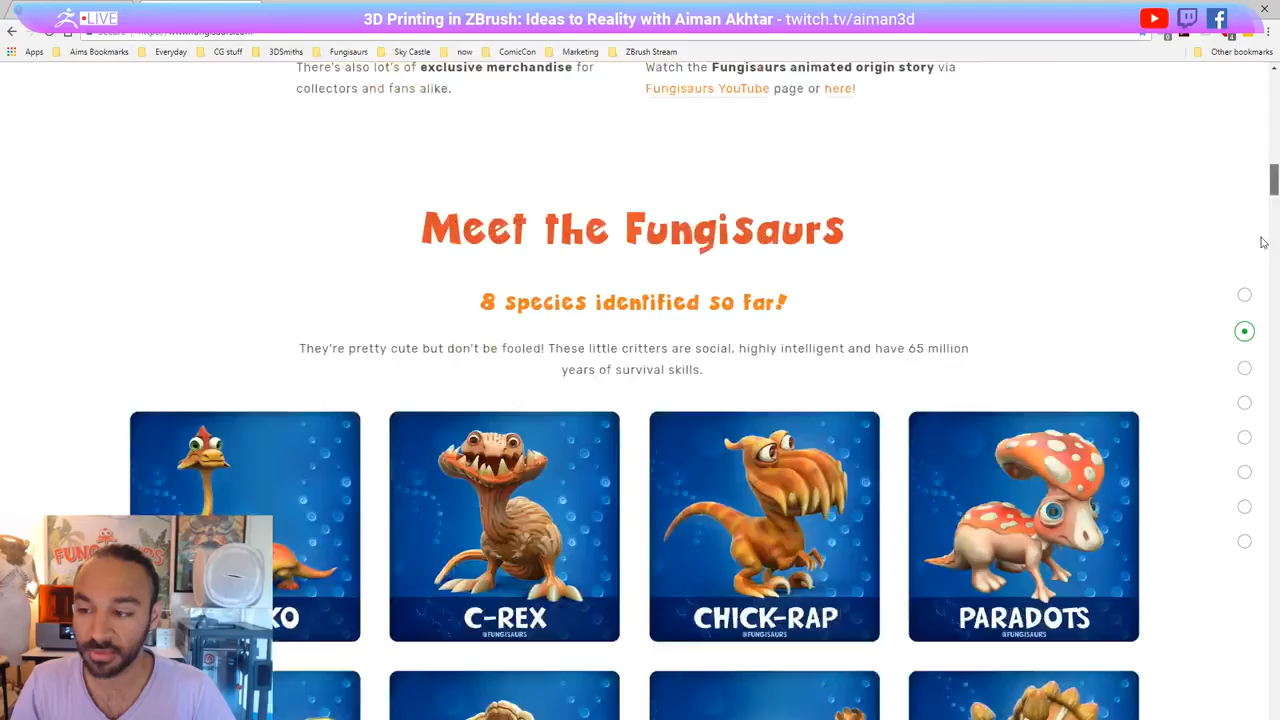 LIVE
3D Printing in ZBrush: Ideas to Reality with Aiman Akhtar - twitch.tv/aiman3d
Apps
Aims Bookmarks
Everyday
CG stuff
3DSmiths
Fungisaurs
Sky Castle
now
ComicCon
Marketing
ZBrush Stream
Other bookmarks
There's also lot's of exclusive merchandise for
collectors and fans alike.
Watch the Fungisaurs animated origin story via
Fungisaurs YouTube page or here!
Meet the Fungisaurs
8 species identified so far!
They're pretty cute but don't be fooled! These little critters are social, highly intelligent and have 65 million
years of survival skills.
C-REX
@FUNGISAURS
CHICK-RAP
@FUNGISAURS
PARADOTS
@FUNGISAURS